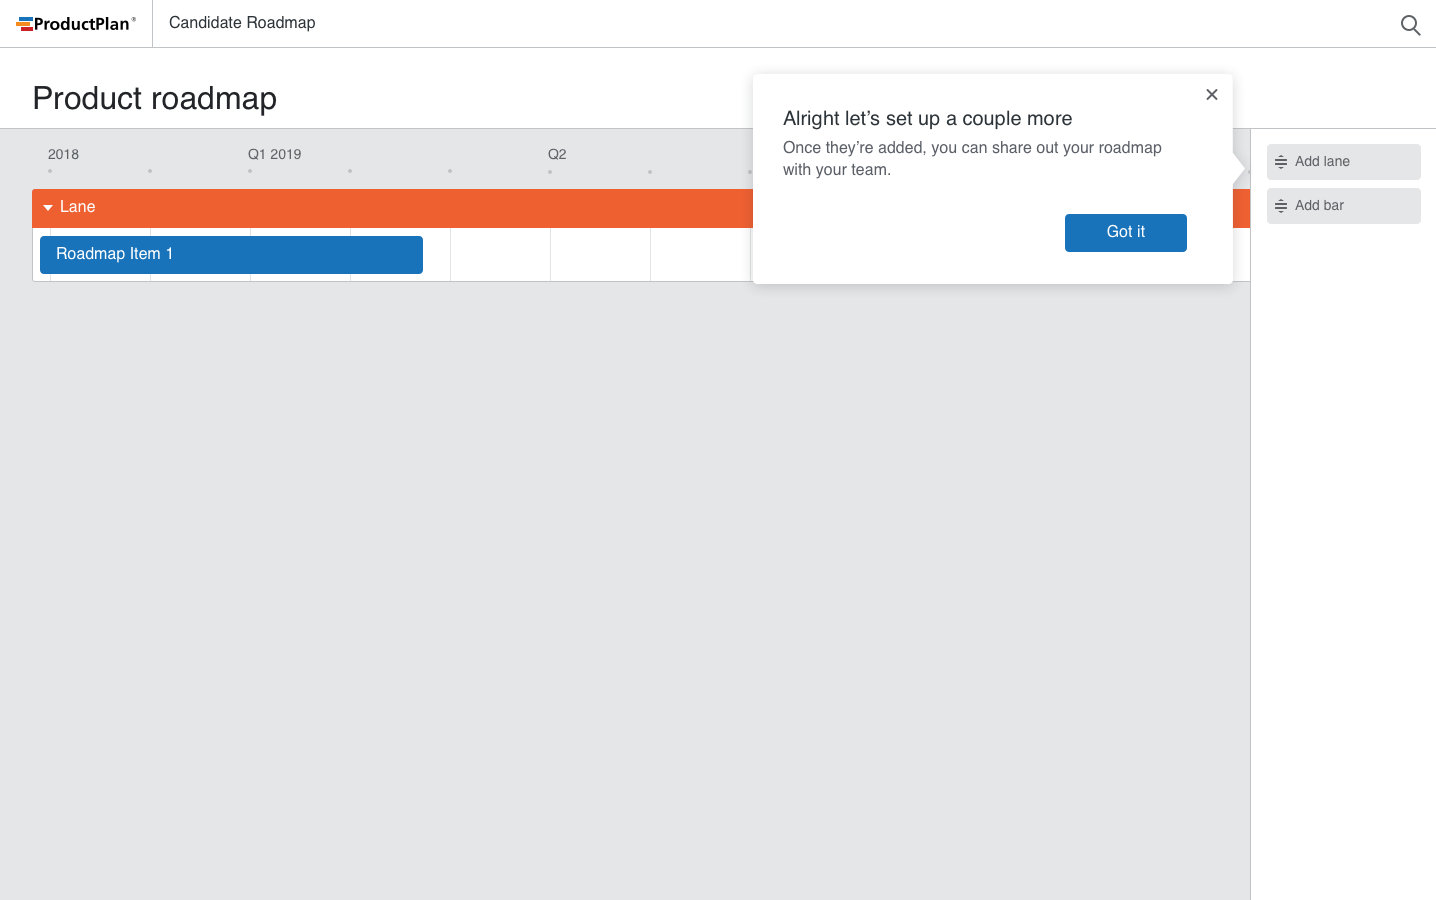 ProductPlan®
Candidate Roadmap
Product roadmap
2018
Q1 2019
Q2
Lane
Roadmap Item 1
Alright let’s set up a couple more
Once they’re added, you can share out your roadmap
with your team.
Got it
Add lane
Add bar